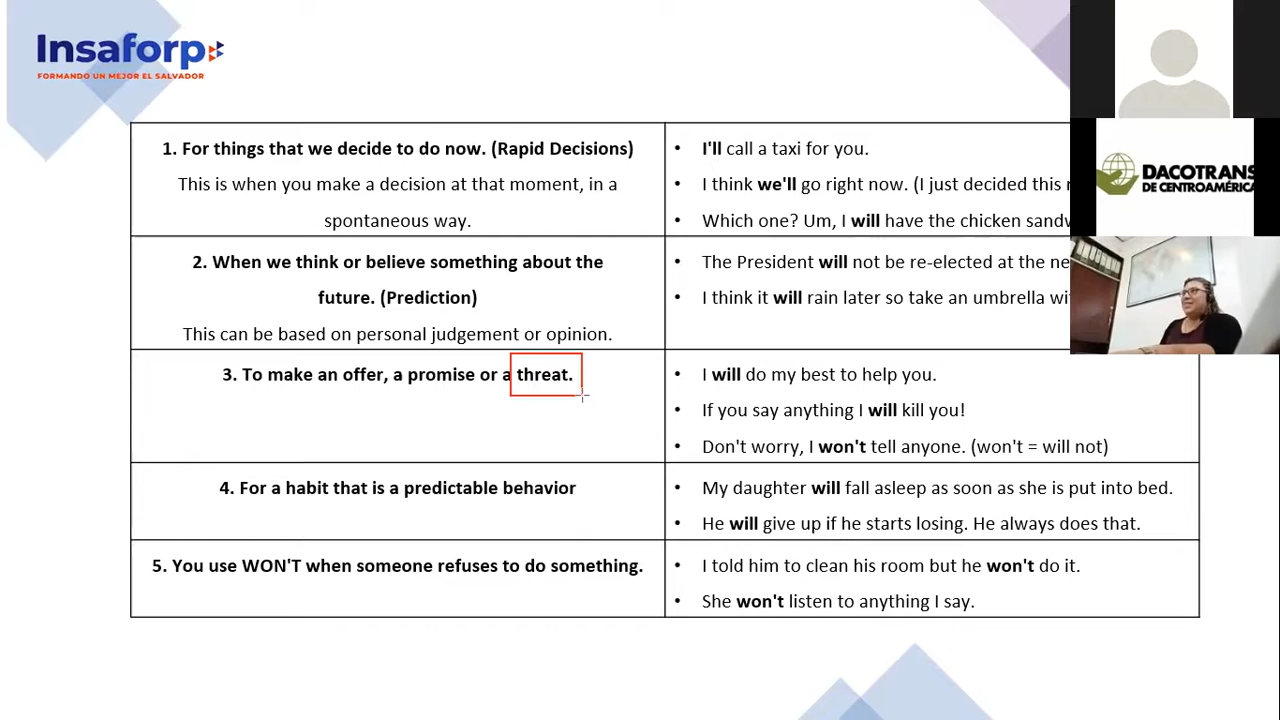 Insaforp
FORMANDO UN MEJOR EL SALVADOR
1. For things that we decide to do now. (Rapid Decisions)
This is when you make a decision at that moment, in a
spontaneous way.
• I'll call a taxi for you.
• I think we'll go right now. (I just decided this
• Which one? Um, I will have the chicken
2. When we think or believe something about the
future. (Prediction)
This can be based on personal judgement or opinion.
• The President will not be re-elected at the
• I think it will rain later so take an umbrella
3. To make an offer, a promise or a threat.
• I will do my best to help you.
• If you say anything I will kill you!
• Don't worry, I won't tell anyone. (won't = will not)
4. For a habit that is a predictable behavior
• My daughter will fall asleep as soon as she is put into bed.
• He will give up if he starts losing. He always does that.
5. You use WON'T when someone refuses to do something.
• I told him to clean his room but he won't do it.
• She won't listen to anything I say.
DACOTRANS
DE CENTROAMÉRICA